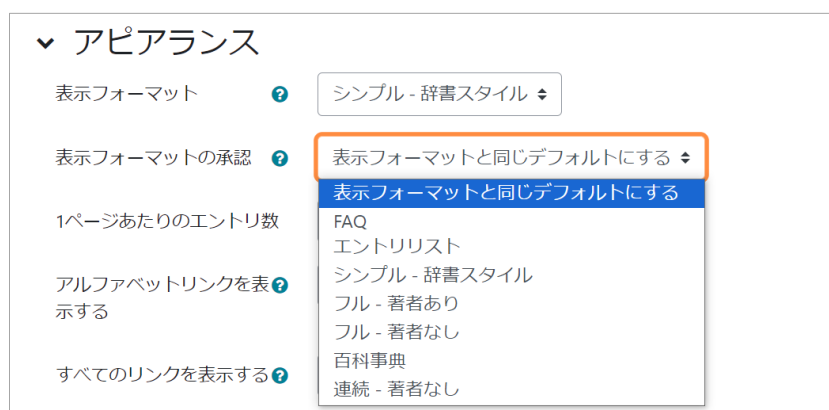 アピアランス
表示フォーマット
シンプル - 辞書スタイル
表示フォーマットの承認
表示フォーマットと同じデフォルトにする
表示フォーマットと同じデフォルトにする
1ページあたりのエントリ数
FAQ
エントリリスト
シンプル - 辞書スタイル
アルファベットリンクを表
示する
フル - 著者あり
フル - 著者なし
百科事典
すべてのリンクを表示する
連続 - 著者なし